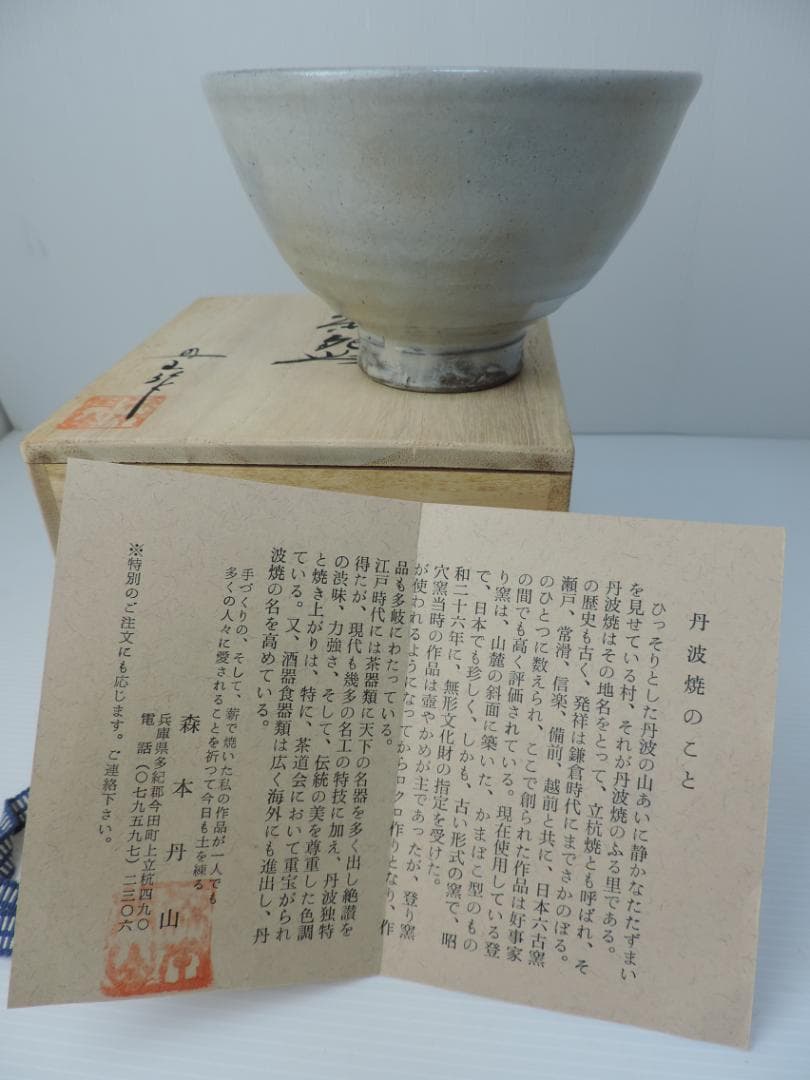 茶碗
丹山作
丹波焼のこと
ひっそりとした丹波の山あいに静かなたたずまい
を見せている村、それが丹波焼のふる里である。
丹波焼はその地名をとって、立杭焼とも呼ばれ、そ
の歴史も古く、発祥は鎌倉時代にまでさかのぼる。
瀬戸、常滑、信楽、備前、越前と共に、日本六古窯
のひとつに数えられ、ここで創られた作品は好事家
の間でも高く評価されている。現在使用している登
り窯は、山麓の斜面に築いた、かまぼこ型のもの
で、日本でも珍しく、しかも、古い形式の窯で、昭
和二十六年に、無形文化財の指定を受けた。
穴窯当時の作品は壺やかめが主であったが、登り窯
が使われるようになってからロクロ作りとなり、作
品も多岐にわたっている。
江戸時代には茶器類に天下の名器を多く出し絶讃を
得たが、現代も幾多の名工の特技に加え、丹波独特
の渋味、力強さ、そして、伝統の美を尊重した色調
と焼き上がりは、特に、茶道会において重宝がられ
ている。又、酒器食器類は広く海外にも進出し、丹
波焼の名を高めている。
手づくりの、そして、薪で焼いた私の作品が一人でも
多くの人々に愛されることを祈つて今日も土を練る
森本丹山
兵庫県多紀郡今田町上立杭四九〇
電話(〇七九五九七)二三〇六
※特別のご注文にも応じます。ご連絡下さい。